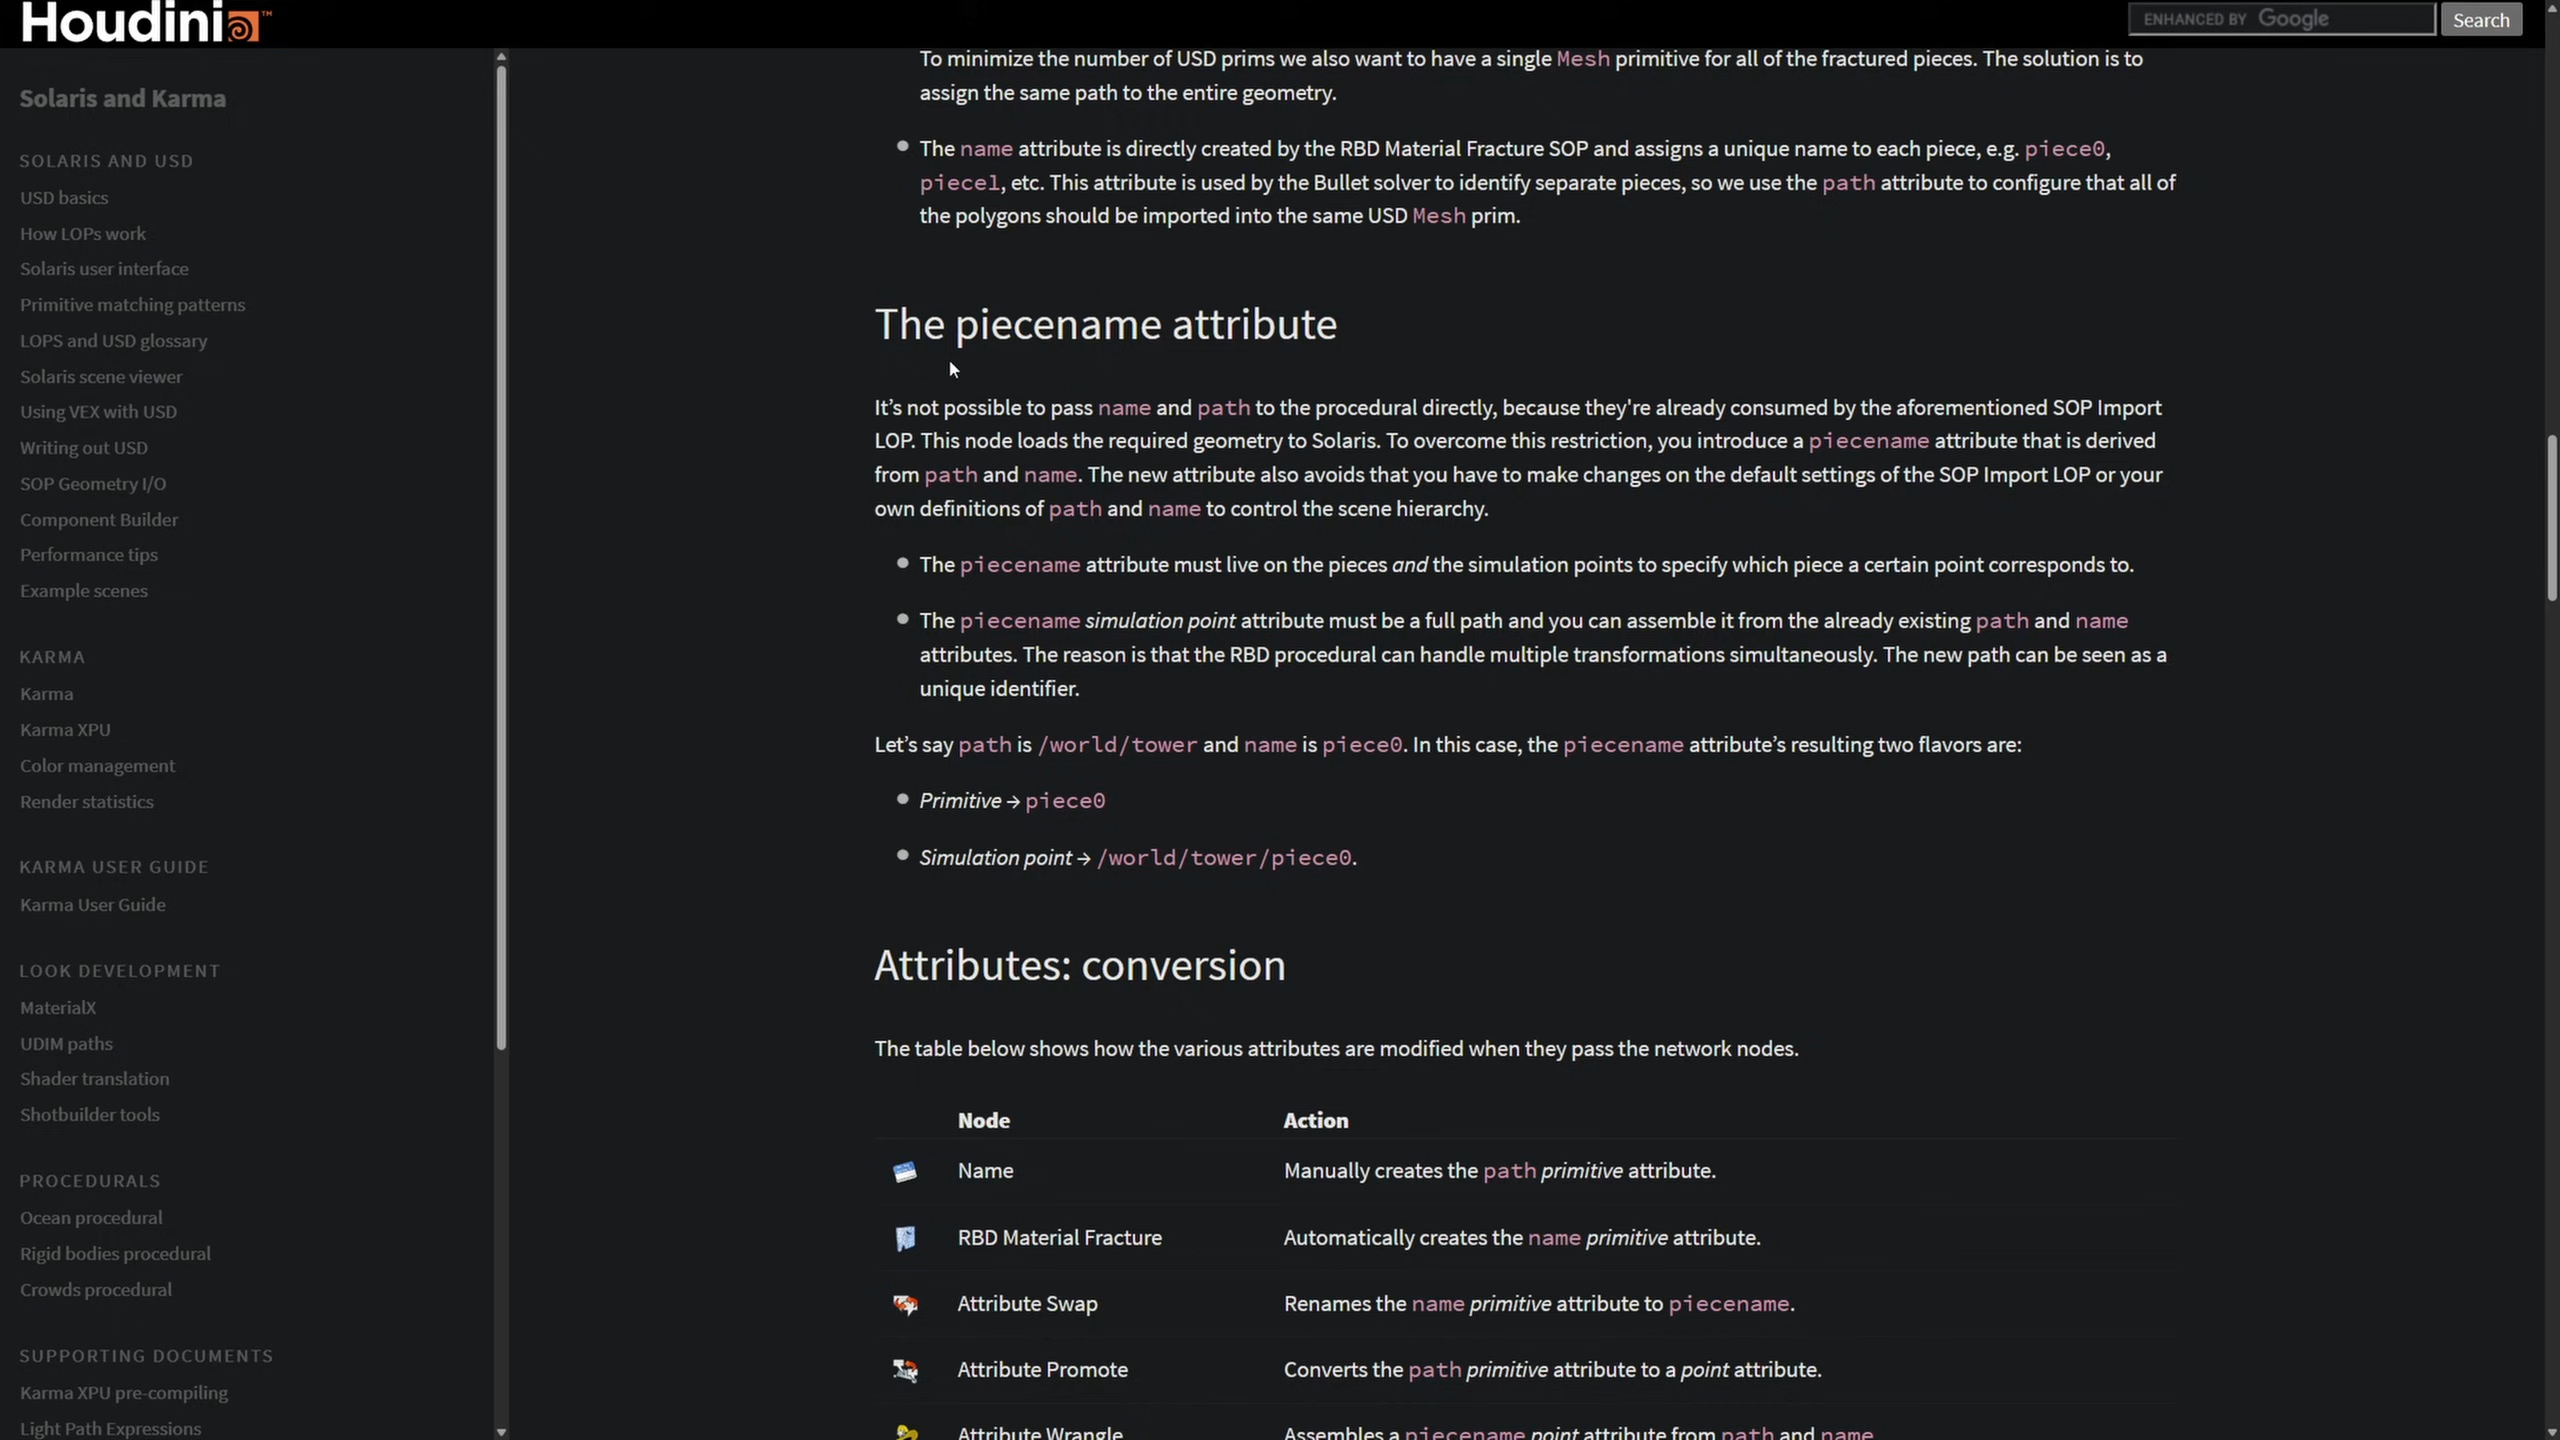 Houdini™
ENHANCED BY Google
Search
Solaris and Karma
SOLARIS AND USD
USD basics
How LOPs work
Solaris user interface
Primitive matching patterns
LOPS and USD glossary
Solaris scene viewer
Using VEX with USD
Writing out USD
SOP Geometry I/O
Component Builder
Performance tips
Example scenes
KARMA
Karma
Karma XPU
Color management
Render statistics
KARMA USER GUIDE
Karma User Guide
LOOK DEVELOPMENT
MaterialX
UDIM paths
Shader translation
Shotbuilder tools
PROCEDURALS
Ocean procedural
Rigid bodies procedural
Crowds procedural
SUPPORTING DOCUMENTS
Karma XPU pre-compiling
Light Path Expressions
To minimize the number of USD prims we also want to have a single Mesh primitive for all of the fractured pieces. The solution is to
assign the same path to the entire geometry.
The name attribute is directly created by the RBD Material Fracture SOP and assigns a unique name to each piece, e.g. piece0,
piece1, etc. This attribute is used by the Bullet solver to identify separate pieces, so we use the path attribute to configure that all of
the polygons should be imported into the same USD Mesh prim.
The piecename attribute
It’s not possible to pass name and path to the procedural directly, because they're already consumed by the aforementioned SOP Import
LOP. This node loads the required geometry to Solaris. To overcome this restriction, you introduce a piecename attribute that is derived
from path and name. The new attribute also avoids that you have to make changes on the default settings of the SOP Import LOP or your
own definitions of path and name to control the scene hierarchy.
The piecename attribute must live on the pieces and the simulation points to specify which piece a certain point corresponds to.
The piecename simulation point attribute must be a full path and you can assemble it from the already existing path and name
attributes. The reason is that the RBD procedural can handle multiple transformations simultaneously. The new path can be seen as a
unique identifier.
Let’s say path is /world/tower and name is piece0. In this case, the piecename attribute’s resulting two flavors are:
Primitive → piece0
Simulation point → /world/tower/piece0.
Attributes: conversion
The table below shows how the various attributes are modified when they pass the network nodes.
Node Action
Name Manually creates the path primitive attribute.
RBD Material Fracture Automatically creates the name primitive attribute.
Attribute Swap Renames the name primitive attribute to piecename.
Attribute Promote Converts the path primitive attribute to a point attribute.
Attribute Wrangle Assembles a piecename point attribute from path and name